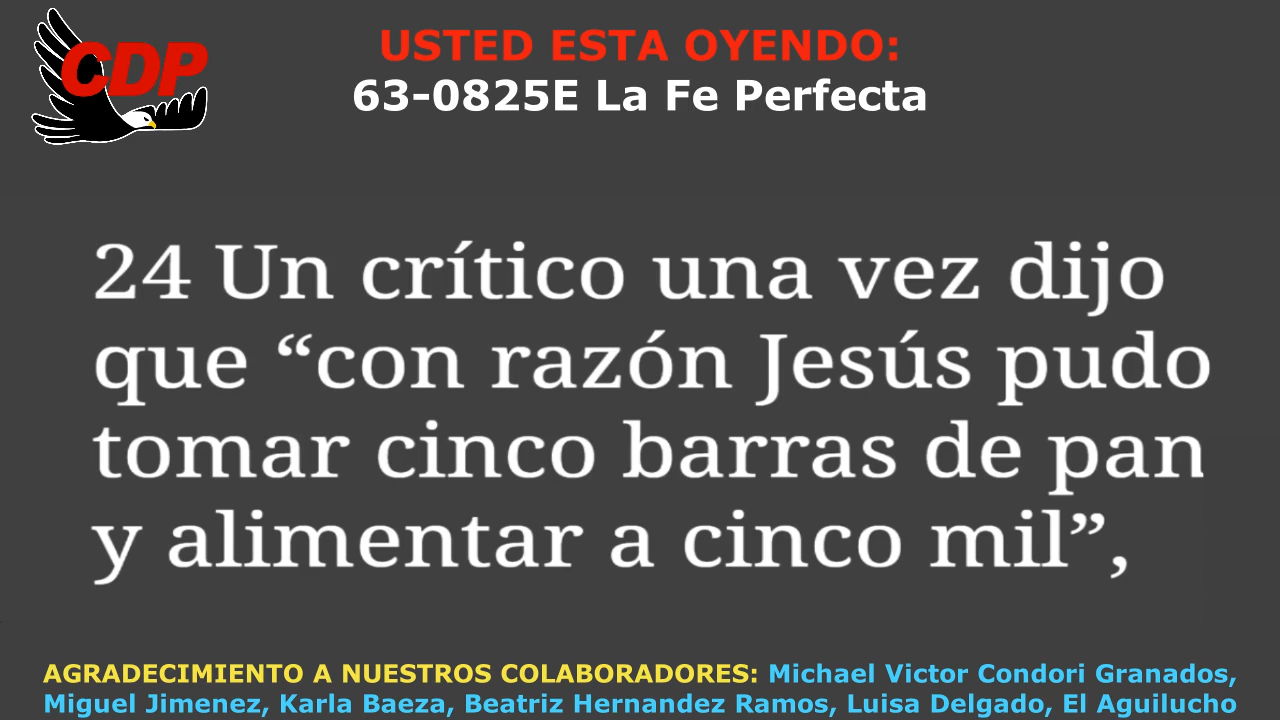 CDP
USTED ESTA OYENDO:
63-0825E La Fe Perfecta
24 Un crítico una vez dijo
que “con razón Jesús pudo
tomar cinco barras de pan
y alimentar a cinco mil”,
AGRADECIMIENTO A NUESTROS COLABORADORES: Michael Victor Condori Granados,
Miguel Jimenez, Karla Baeza, Beatriz Hernandez Ramos, Luisa Delgado, El Aguilucho